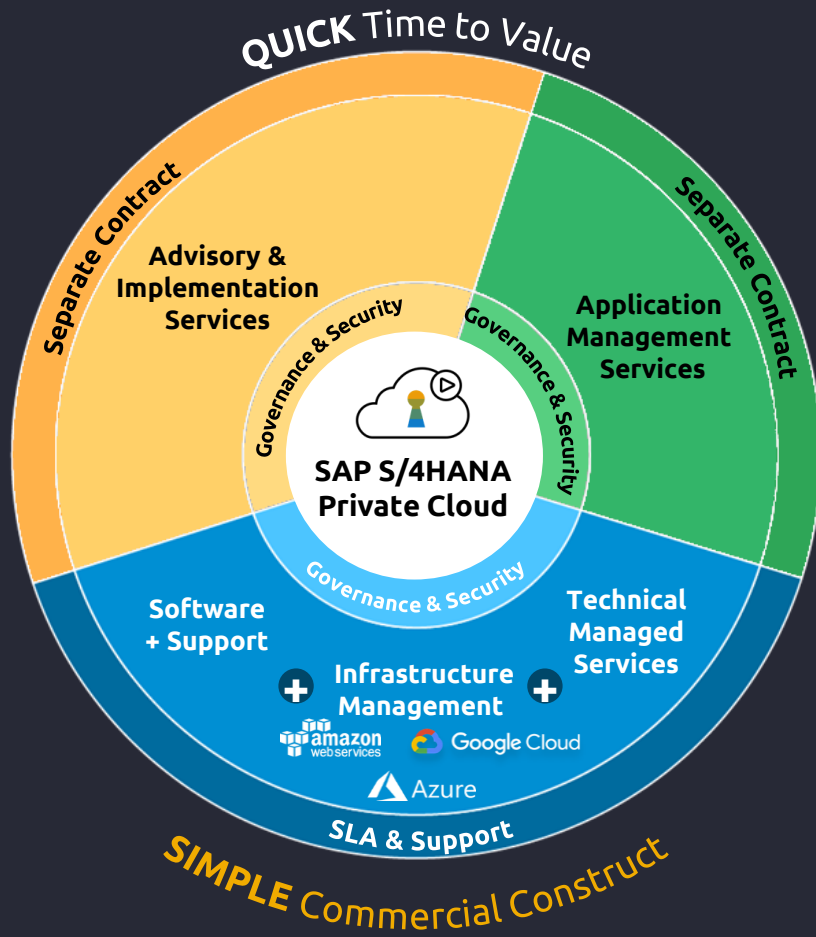 QUICK Time to Value
Separate Contract
Separate Contract
Advisory &
Implementation
Services
Application
Management
Services
Governance & Security
Governance & Security
SAP S/4HANA
Private Cloud
Governance & Security
Software
+ Support
Technical
Managed
Services
+
Infrastructure
Management
+
amazon
web services
Google Cloud
Azure
SLA & Support
SIMPLE Commercial Construct